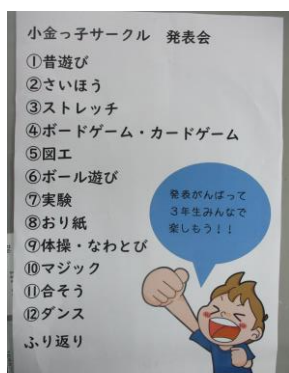 小金っ子サークル　発表会
①昔遊び
②さいほう
③ストレッチ
④ボードゲーム・カードゲーム
⑤図工
⑥ボール遊び
⑦実験
⑧おり紙
⑨体操・なわとび
⑩マジック
⑪合そう
⑫ダンス
ふり返り
発表がんばって
３年生みんなで
楽しもう！！